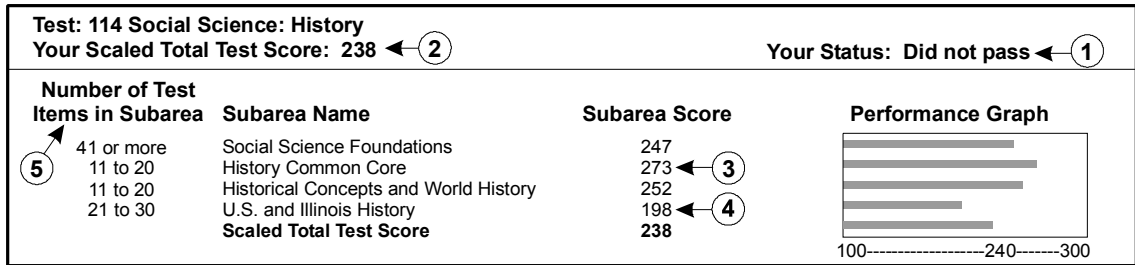 Test: 114 Social Science: History
Your Scaled Total Test Score: 238 2
Your Status: Did not pass 1
Number of Test
Items in Subarea Subarea Name Subarea Score Performance Graph
5
41 or more Social Science Foundations 247
11 to 20 History Common Core 273 3
11 to 20 Historical Concepts and World History 252
21 to 30 U.S. and Illinois History 198 4
Scaled Total Test Score 238
100--------------------240-------300